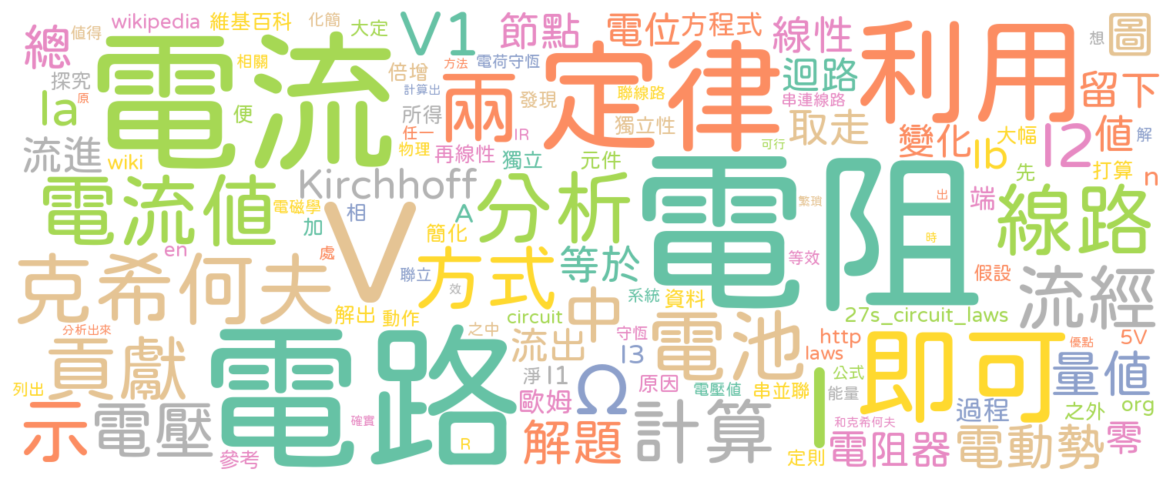 總
值得
wikipedia
維基百科
化簡
大定
V1
節點
電位
方程式
線性
想
圖
探究
原
電流
相關
倍增
方法
電荷守恆
兩
定律
迴路
利用
留下
Ia
便
所得
計算出
發現
聯線路
串連線路
流進
wiki
任一
物理
IR
再線性
獨立性
取走
變化
大幅
I2
值
解
獨立
元件
可行
Ib
先
打算
n
電流值
Kirchhoff
電磁學
加
相
A
分析
電阻
繁瑣
端
出
線路
en
處
簡化
等於
等效
時
克希何夫
V
聯立
效
方式
系統
資料
假設
流經
分析出來
解出
動作
circuit
中
27s_circuit_laws
貢獻
電路
之中
流出
守恆
電池
http
laws
即可
優點
5V
列出
淨
I1
I3
原因
電壓值
串並聯
公式
能量
I
量值
示
電壓
確實
歐姆
Ω
計算
和克希何夫
過程
之外
org
參考
R
解題
定則
電阻器
電動勢
零